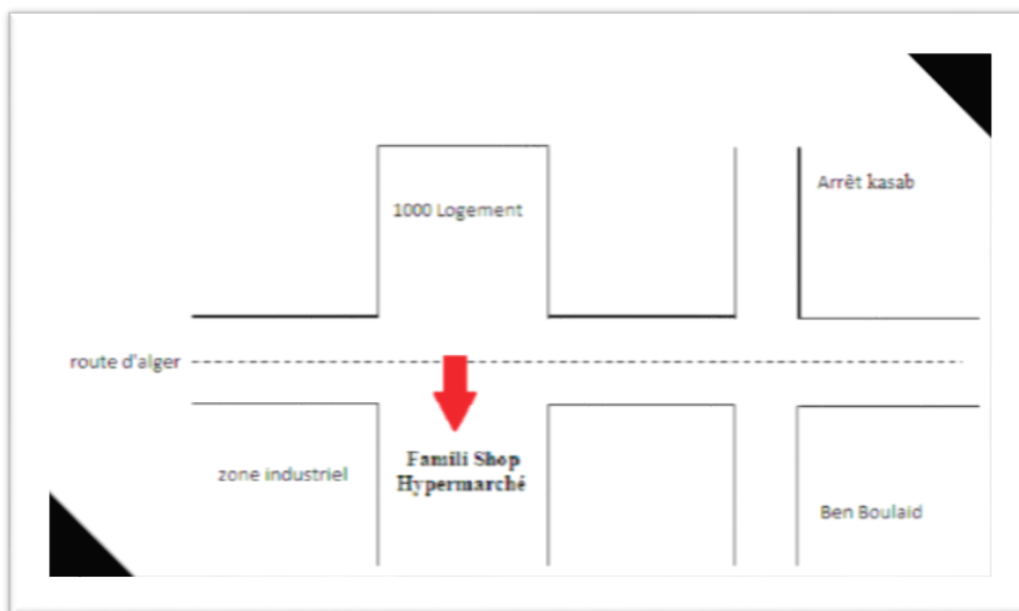 Arrêt kasab
1000 Logement
route d'alger
Famili Shop
Hypermarché
zone industriel
Ben Boulaid